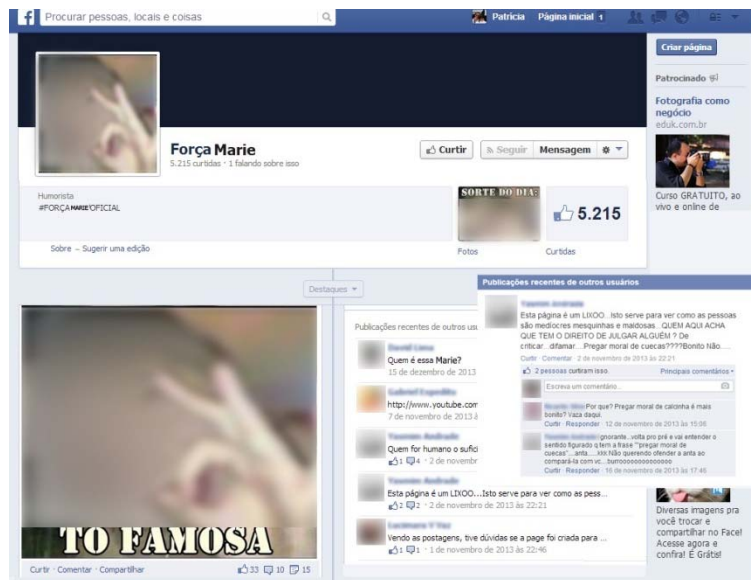 f
Procurar pessoas, locais e coisas
Patrícia Página inicial 1
Criar página
Patrocinado
Fotografia como
negócio
eduk.com.br
Curso GRATUITO, ao
vivo e online de
Força Marie
5.215 curtidas · 1 falando sobre isso
Curtir Seguir Mensagem
Humorista
#FORÇA MARIE OFICIAL
SORTE DO DIA:
5.215
Sobre – Sugerir uma edição
Fotos
Curtidas
Destaques
TO FAMOSA
Curtir · Comentar · Compartilhar 33 10 15
Publicações recentes de outros usu
Quem é essa Marie?
15 de dezembro de 2013
http://www.youtube.com
7 de novembro de 2013 à
Quem for humano o sufici
1 4 · 2 de novembr
Esta página é um LIXOO...Isto serve para ver como as pess...
2 2 · 2 de novembro de 2013 às 22:21
Vendo as postagens, tive dúvidas se a page foi criada para ...
1 1 · 1 de novembro de 2013 às 22:46
Publicações recentes de outros usuários
Esta página é um LIXOO...Isto serve para ver como as pessoas
são mediocres mesquinhas e maldosas . QUEM AQUI ACHA
QUE TEM O DIREITO DE JULGAR ALGUÉM ? De
criticar...difamar....Pregar moral de cuecas????Bonito Não.....
Curtir · Comentar · 2 de novembro de 2013 às 22:21
2 pessoas curtiram isso. Principais comentários
Escreva um comentário...
Por que? Pregar moral de calcinha é mais
bonito? Vaza daqui.
Curtir · Responder · 12 de novembro de 2013 às 15:06
Ignorante...volta pro pré e vai entender o
sentido figurado q tem a frase "pregar moral de
cuecas"...anta.....kkk Não querendo ofender a anta ao
compará-la com vc...
Curtir · Responder · 16 de novembro de 2013 às 17:46
Diversas imagens pra
você trocar e
compartilhar no Face!
Acesse agora e
confira! É Grátis!